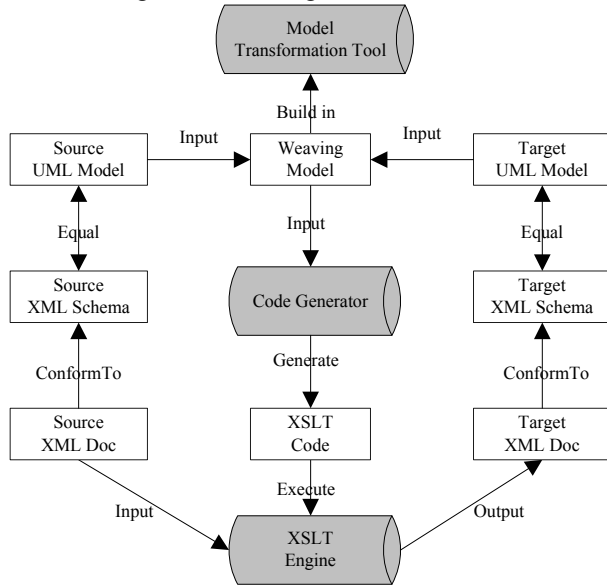 Model
Transformation Tool
Build in
Source
UML Model
Input
Weaving
Model
Input
Target
UML Model
Equal
Input
Equal
Source
XML Schema
Code Generator
Target
XML Schema
ConformTo
Generate
ConformTo
Source
XML Doc
XSLT
Code
Target
XML Doc
Input
Execute
Output
XSLT
Engine